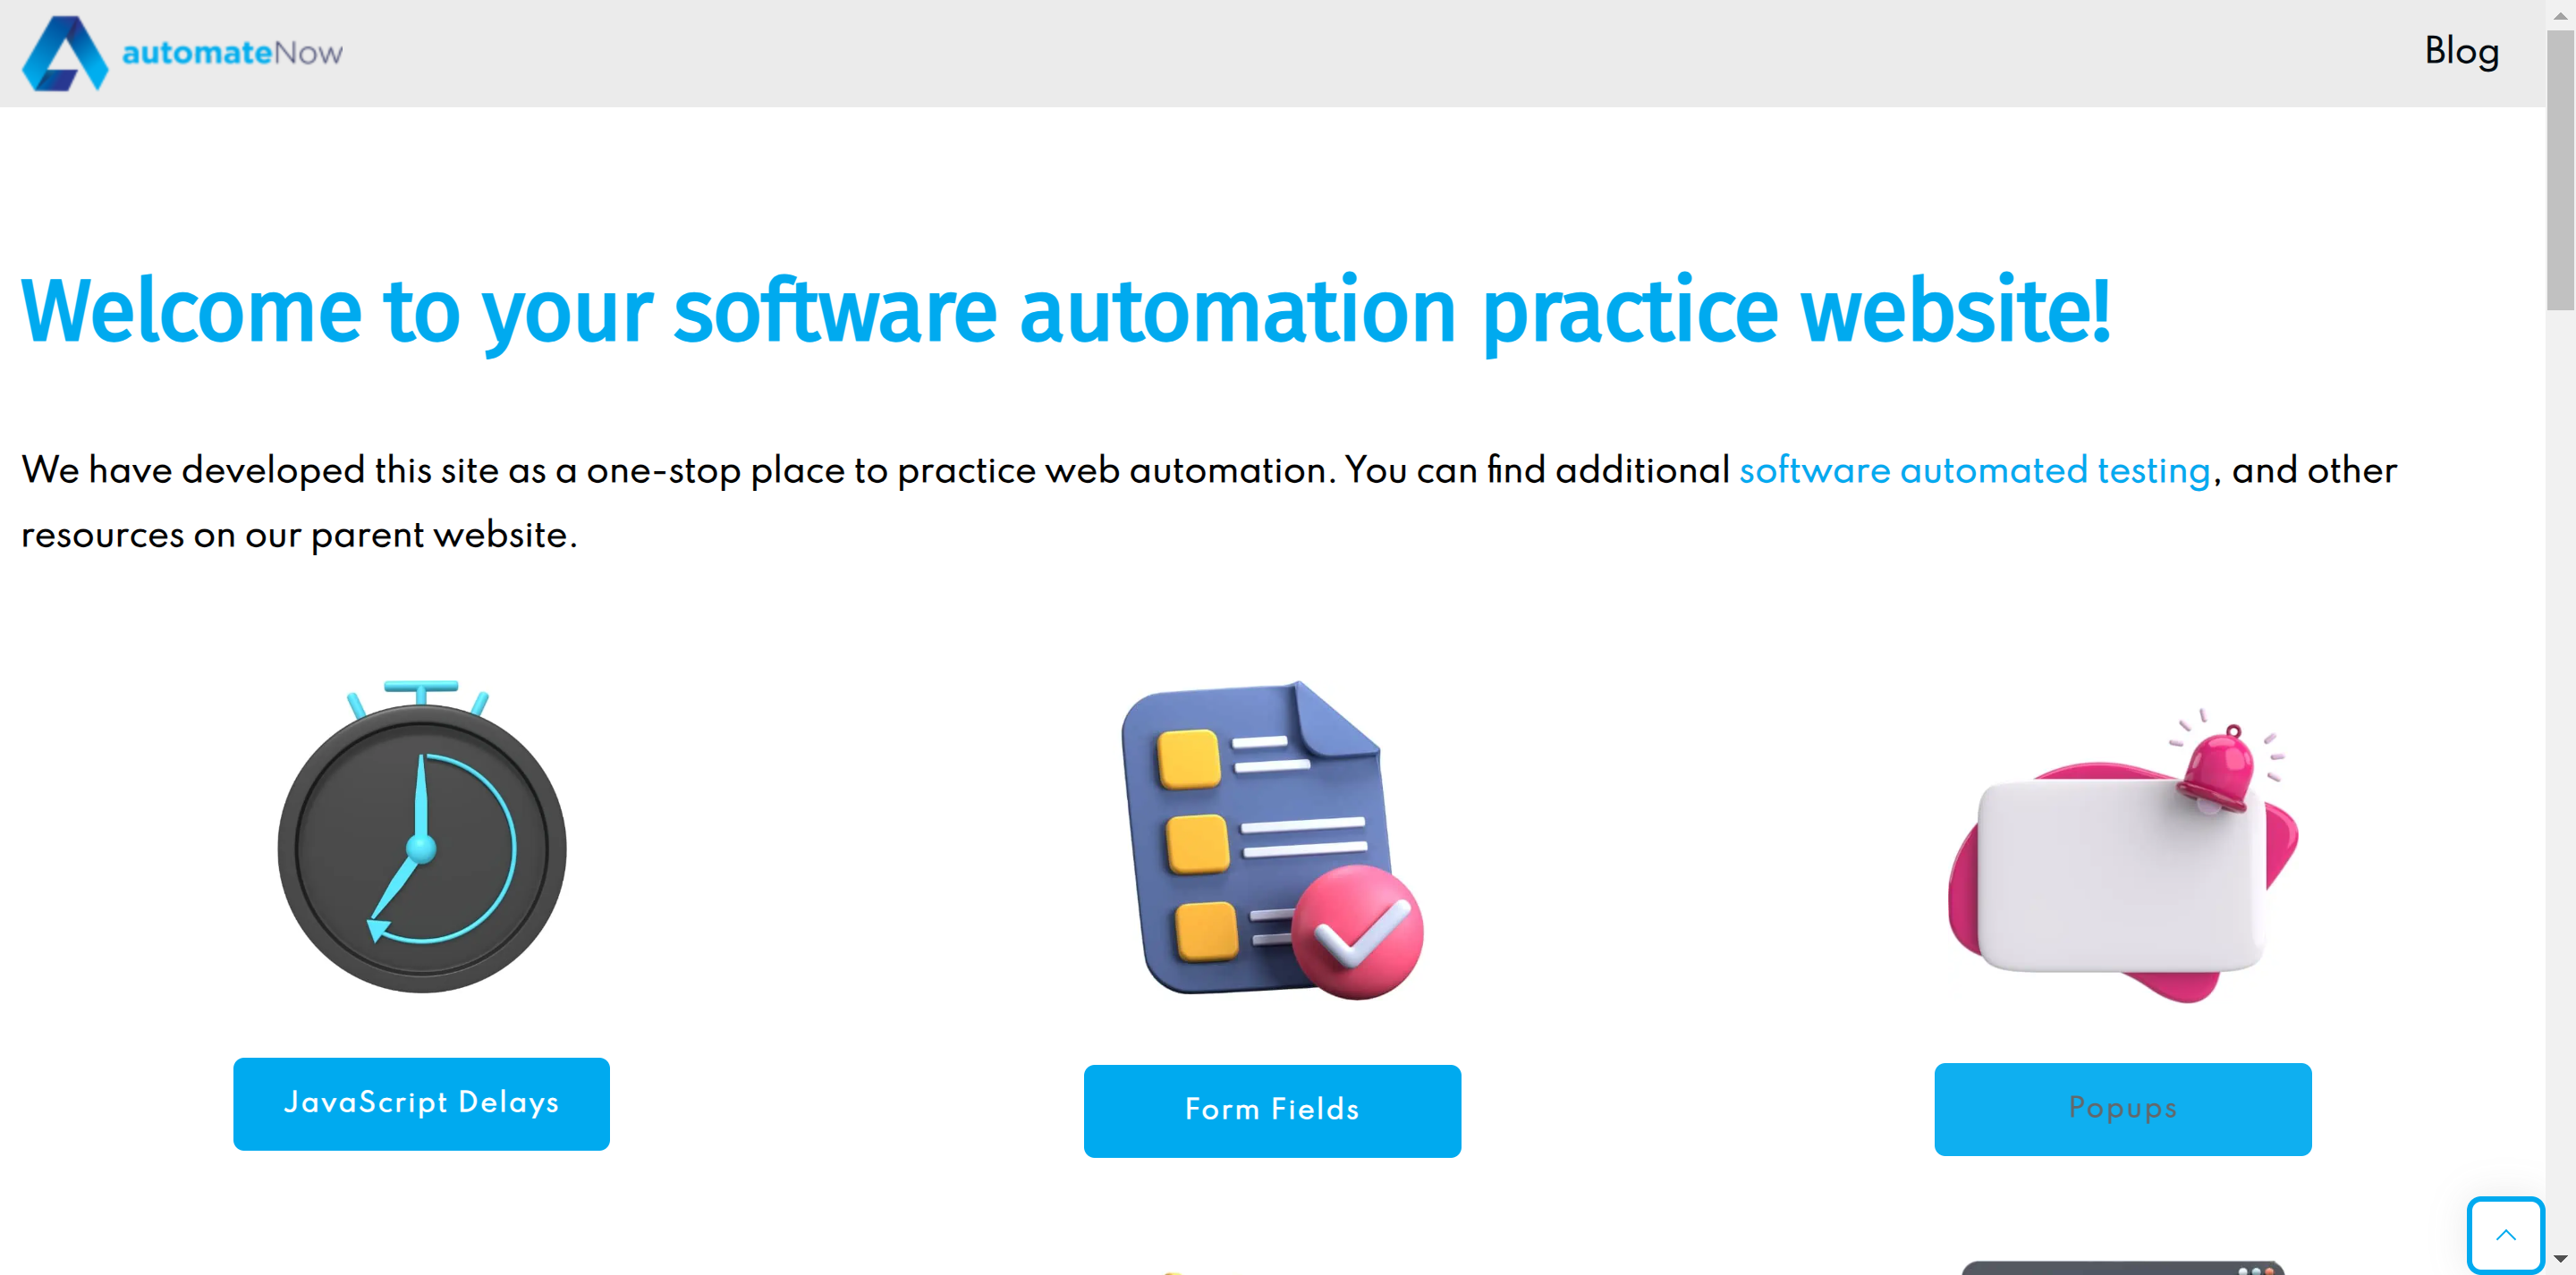 automateNow
Blog
Welcome to your software automation practice website!
We have developed this site as a one-stop place to practice web automation. You can find additional software automated testing, and other
resources on our parent website.
JavaScript Delays
Form Fields
Popups